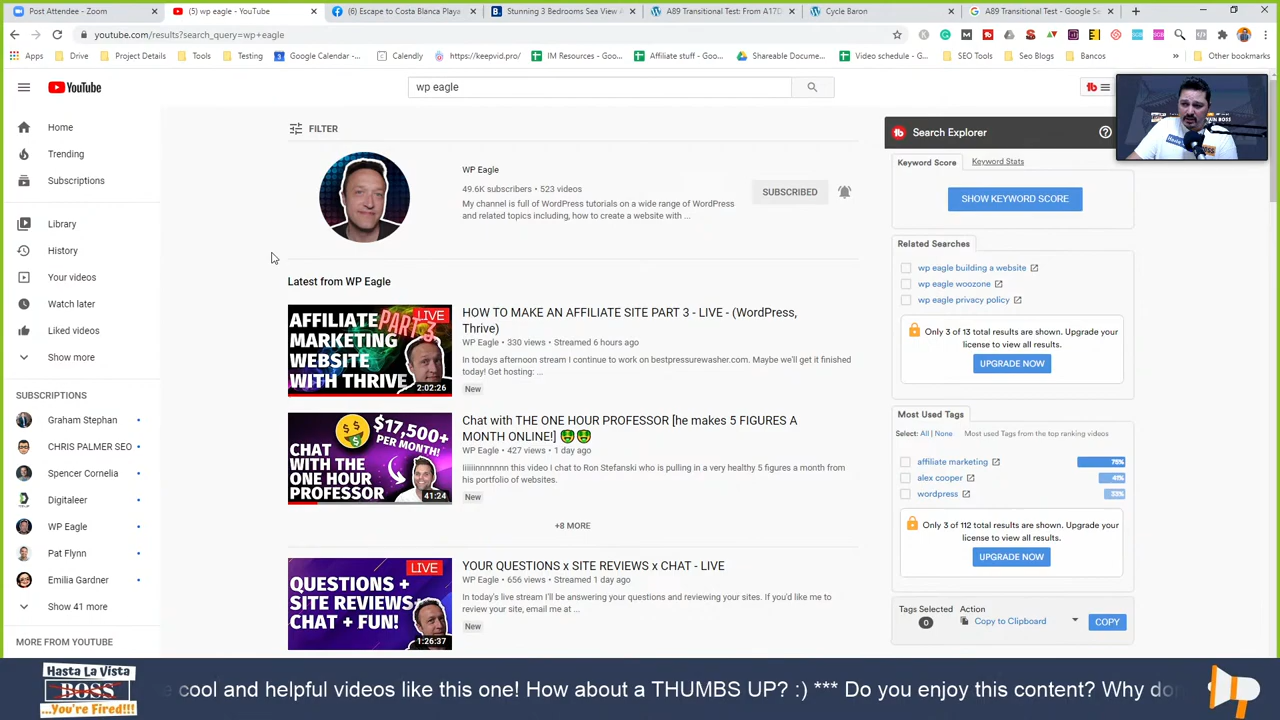 Post Attendee - Zoom
(5) wp eagle - YouTube
(6) Escape to Costa Blanca Playa
Stunning 3 Bedrooms Sea View A
A89 Transitional Test: From A17D
Cycle Baron
A89 Transitional Test - Google Se
youtube.com/results?search_query=wp+eagle
Apps
Drive
Project Details
Tools
Testing
Google Calendar -...
Calendly
https://keepvid.pro/
IM Resources - Goo...
Affiliate stuff - Goo...
Shareable Docume...
Video schedule - G...
SEO Tools
Seo Blogs
Bancos
»
Other bookmarks
YouTube
wp eagle
Home
Trending
Subscriptions
Library
History
Your videos
Watch later
Liked videos
Show more
SUBSCRIPTIONS
Graham Stephan
CHRIS PALMER SEO
Spencer Cornelia
Digitaleer
WP Eagle
Pat Flynn
Emilia Gardner
Show 41 more
MORE FROM YOUTUBE
FILTER
WP Eagle
49.6K subscribers • 523 videos
My channel is full of WordPress tutorials on a wide range of WordPress
and related topics including, how to create a website with ...
SUBSCRIBED
Latest from WP Eagle
LIVE
AFFILIATE PART 3
MARKETING
WEBSITE
WITH THRIVE
2:02:26
HOW TO MAKE AN AFFILIATE SITE PART 3 - LIVE - (WordPress,
Thrive)
WP Eagle • 330 views • Streamed 6 hours ago
In todays afternoon stream I continue to work on bestpressurewasher.com. Maybe we'll get it finished
today! Get hosting: ...
New
$17,500+
PER MONTH!
CHAT
WITH THE
ONE HOUR
PROFESSOR
41:24
Chat with THE ONE HOUR PROFESSOR [he makes 5 FIGURES A
MONTH ONLINE!] 🤑🤑
WP Eagle • 427 views • 1 day ago
Iiiiiinnnnnnn this video I chat to Ron Stefanski who is pulling in a very healthy 5 figures a month from
his portfolio of websites.
New
+8 MORE
LIVE
QUESTIONS +
SITE REVIEWS
CHAT + FUN!
1:26:37
YOUR QUESTIONS x SITE REVIEWS x CHAT - LIVE
WP Eagle • 656 views • Streamed 1 day ago
In today's live stream I'll be answering your questions and reviewing your sites. If you'd like me to
review your site, email me at ...
New
Search Explorer
Keyword Score
Keyword Stats
SHOW KEYWORD SCORE
Related Searches
wp eagle building a website
wp eagle woozone
wp eagle privacy policy
Only 3 of 13 total results are shown. Upgrade your
license to view all results.
UPGRADE NOW
Most Used Tags
Select: All | None Most used Tags from the top ranking videos
affiliate marketing
alex cooper
wordpress
Only 3 of 112 total results are shown. Upgrade your
license to view all results.
UPGRADE NOW
Tags Selected
0
Action
Copy to Clipboard
COPY
Hasta La Vista
BOSS
...You're Fired!!!
cool and helpful videos like this one! How about a THUMBS UP? :) *** Do you enjoy this content? Why